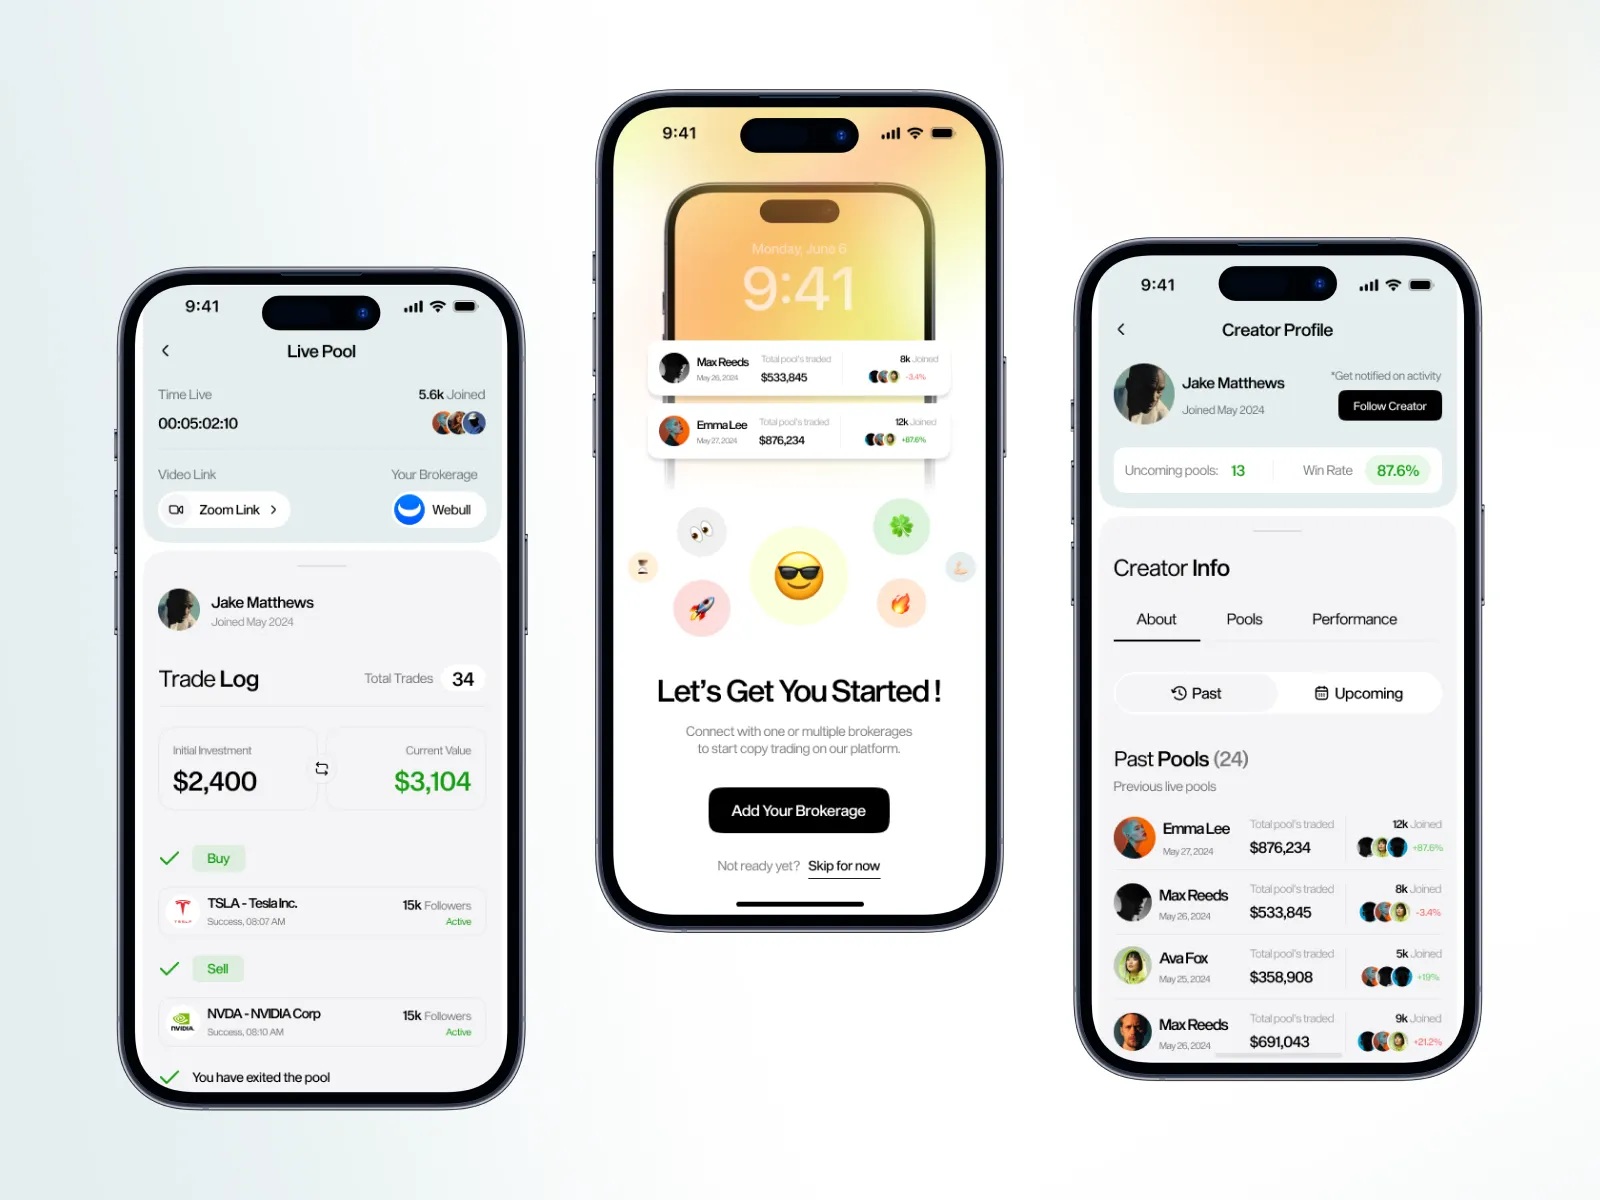 9:41
Live Pool
Time Live
5.6k Joined
00:05:02:10
Video Link
Your Brokerage
Zoom Link
Webull
Jake Matthews
Joined May 2024
Trade Log
Total Trades 34
Initial Investment
$2,400
Current Value
$3,104
Buy
TSLA - Tesla Inc.
Success, 08:07 AM
15k Followers
Active
TESLA
Sell
NVDA - NVIDIA Corp
Success, 08:10 AM
15k Followers
Active
NVIDIA
You have exited the pool
9:41
Monday, June 6
9:41
Max Reeds
May 26, 2024
Total pool's traded
$533,845
8k Joined
-3.4%
Emma Lee
May 27, 2024
Total pool's traded
$876,234
12k Joined
+87.6%
Let's Get You Started !
Connect with one or multiple brokerages
to start copy trading on our platform.
Add Your Brokerage
Not ready yet? Skip for now
9:41
Creator Profile
Jake Matthews
Joined May 2024
*Get notified on activity
Follow Creator
Uncoming pools: 13
Win Rate 87.6%
Creator Info
About
Pools
Performance
Past
Upcoming
Past Pools (24)
Previous live pools
Emma Lee
May 27, 2024
Total pool's traded
$876,234
12k Joined
+87.6%
Max Reeds
May 26, 2024
Total pool's traded
$533,845
8k Joined
-3.4%
Ava Fox
May 25, 2024
Total pool's traded
$358,908
5k Joined
+19%
Max Reeds
May 26, 2024
Total pool's traded
$691,043
9k Joined
+21.2%